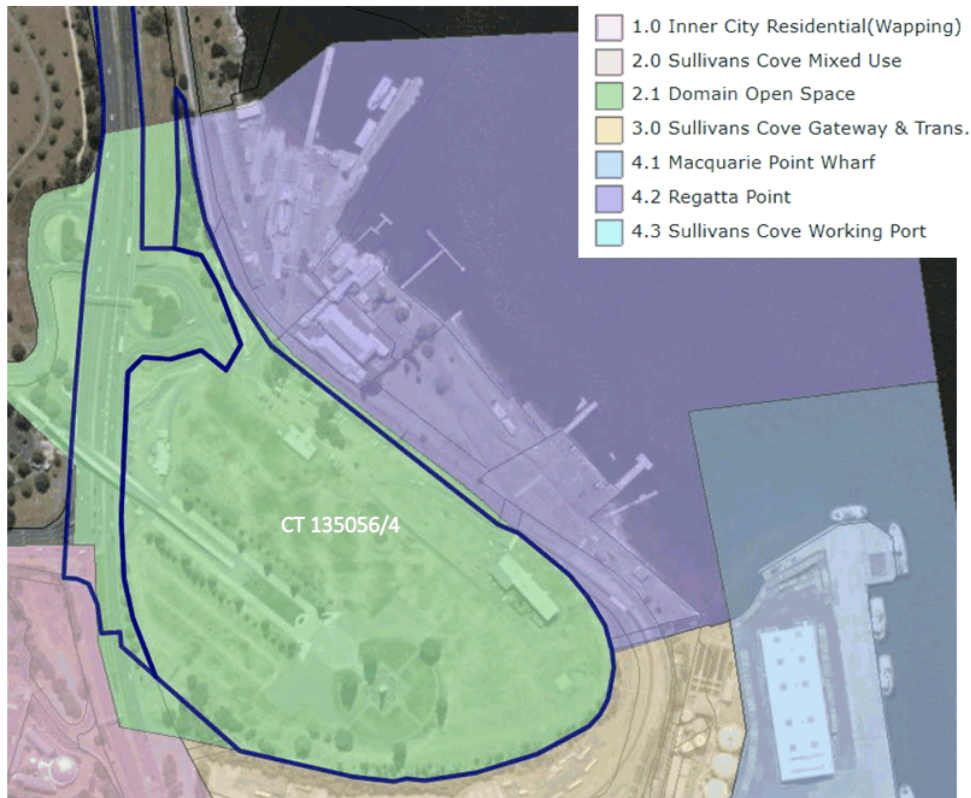 1.0 Inner City Residential(Wapping)
2.0 Sullivans Cove Mixed Use
2.1 Domain Open Space
3.0 Sullivans Cove Gateway & Trans.
4.1 Macquarie Point Wharf
4.2 Regatta Point
4.3 Sullivans Cove Working Port
CT 135056/4